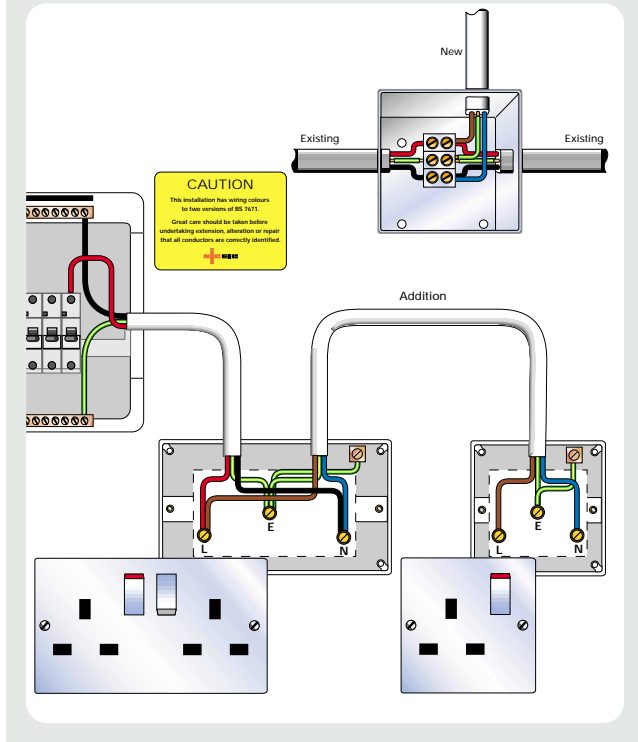 New
Existing
Existing
CAUTION
This installation has wiring colours
to two versions of BS 7671.
Great care should be taken before
undertaking extension, alteration or repair
that all conductors are correctly identified.
Addition
L
E
N
L
E
N